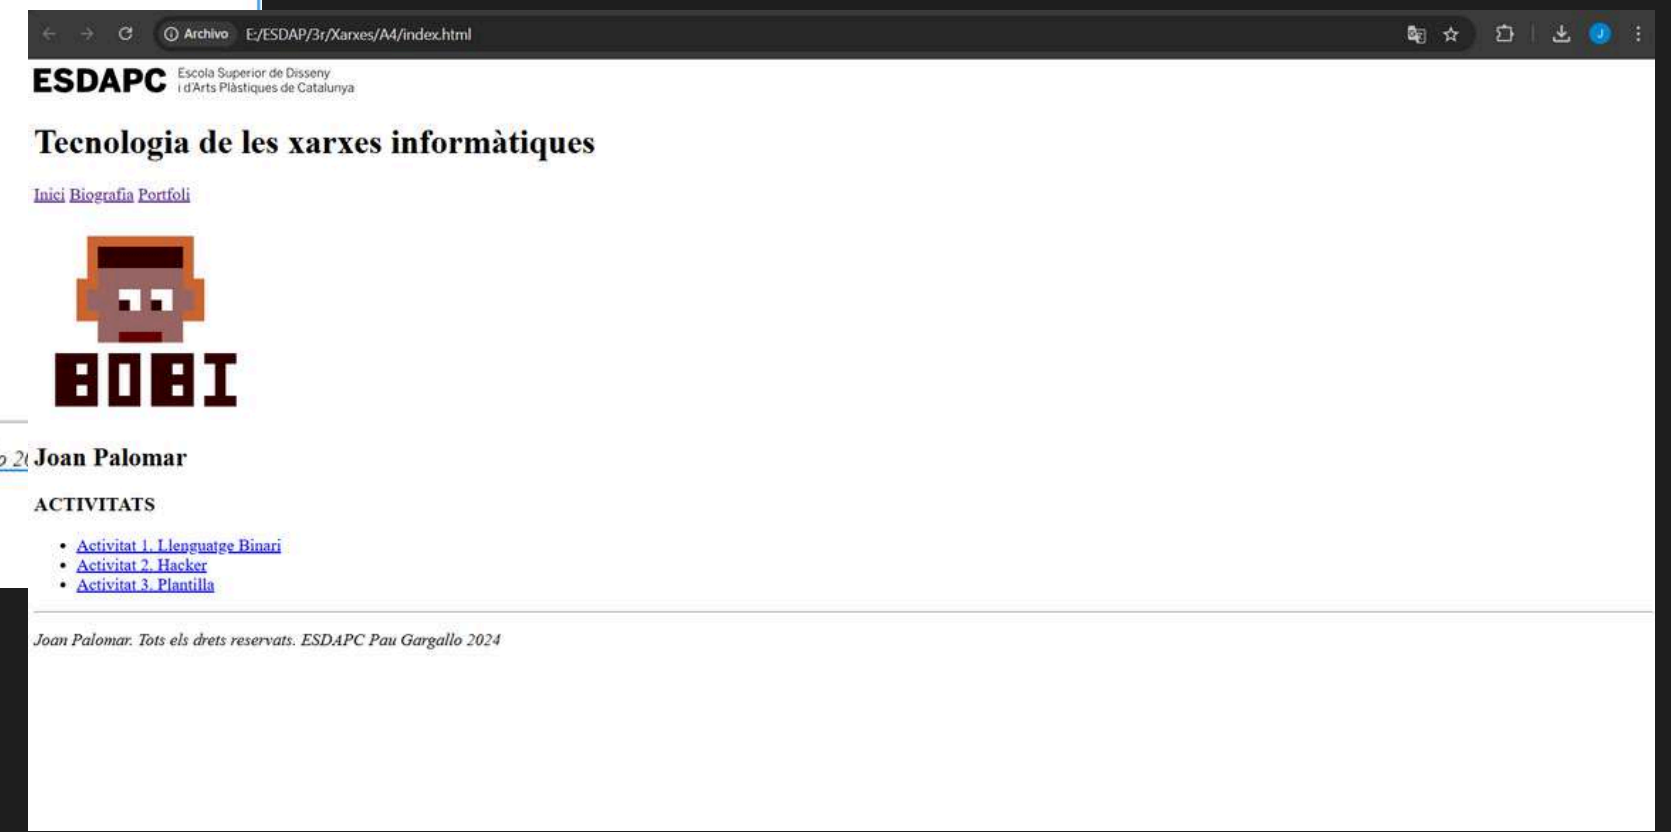 Archivo E:/ESDAP/3r/Xarxes/A4/index.html
J
ESDAPC Escola Superior de Disseny
i d'Arts Plàstiques de Catalunya
Tecnologia de les xarxes informàtiques
Inici Biografia Portfoli
BOBI
Joan Palomar
ACTIVITATS
• Activitat 1. Llenguatge Binari
• Activitat 2. Hacker
• Activitat 3. Plantilla
Joan Palomar. Tots els drets reservats. ESDAPC Pau Gargallo 2024